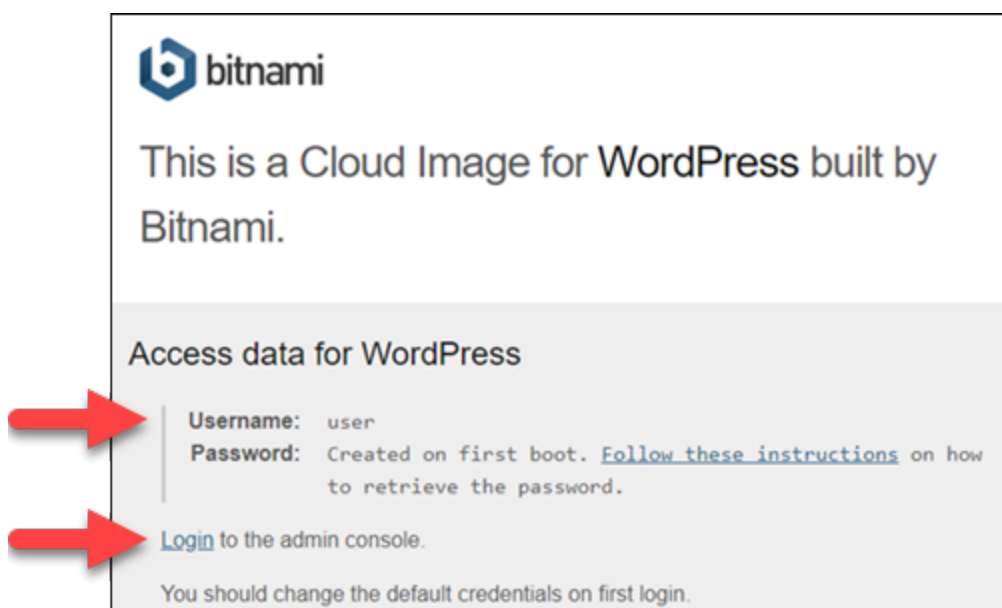 bitnami
This is a Cloud Image for WordPress built by
Bitnami.
Access data for WordPress
Username: user
Password: Created on first boot. Follow these instructions on how
to retrieve the password.
Login to the admin console.
You should change the default credentials on first login.